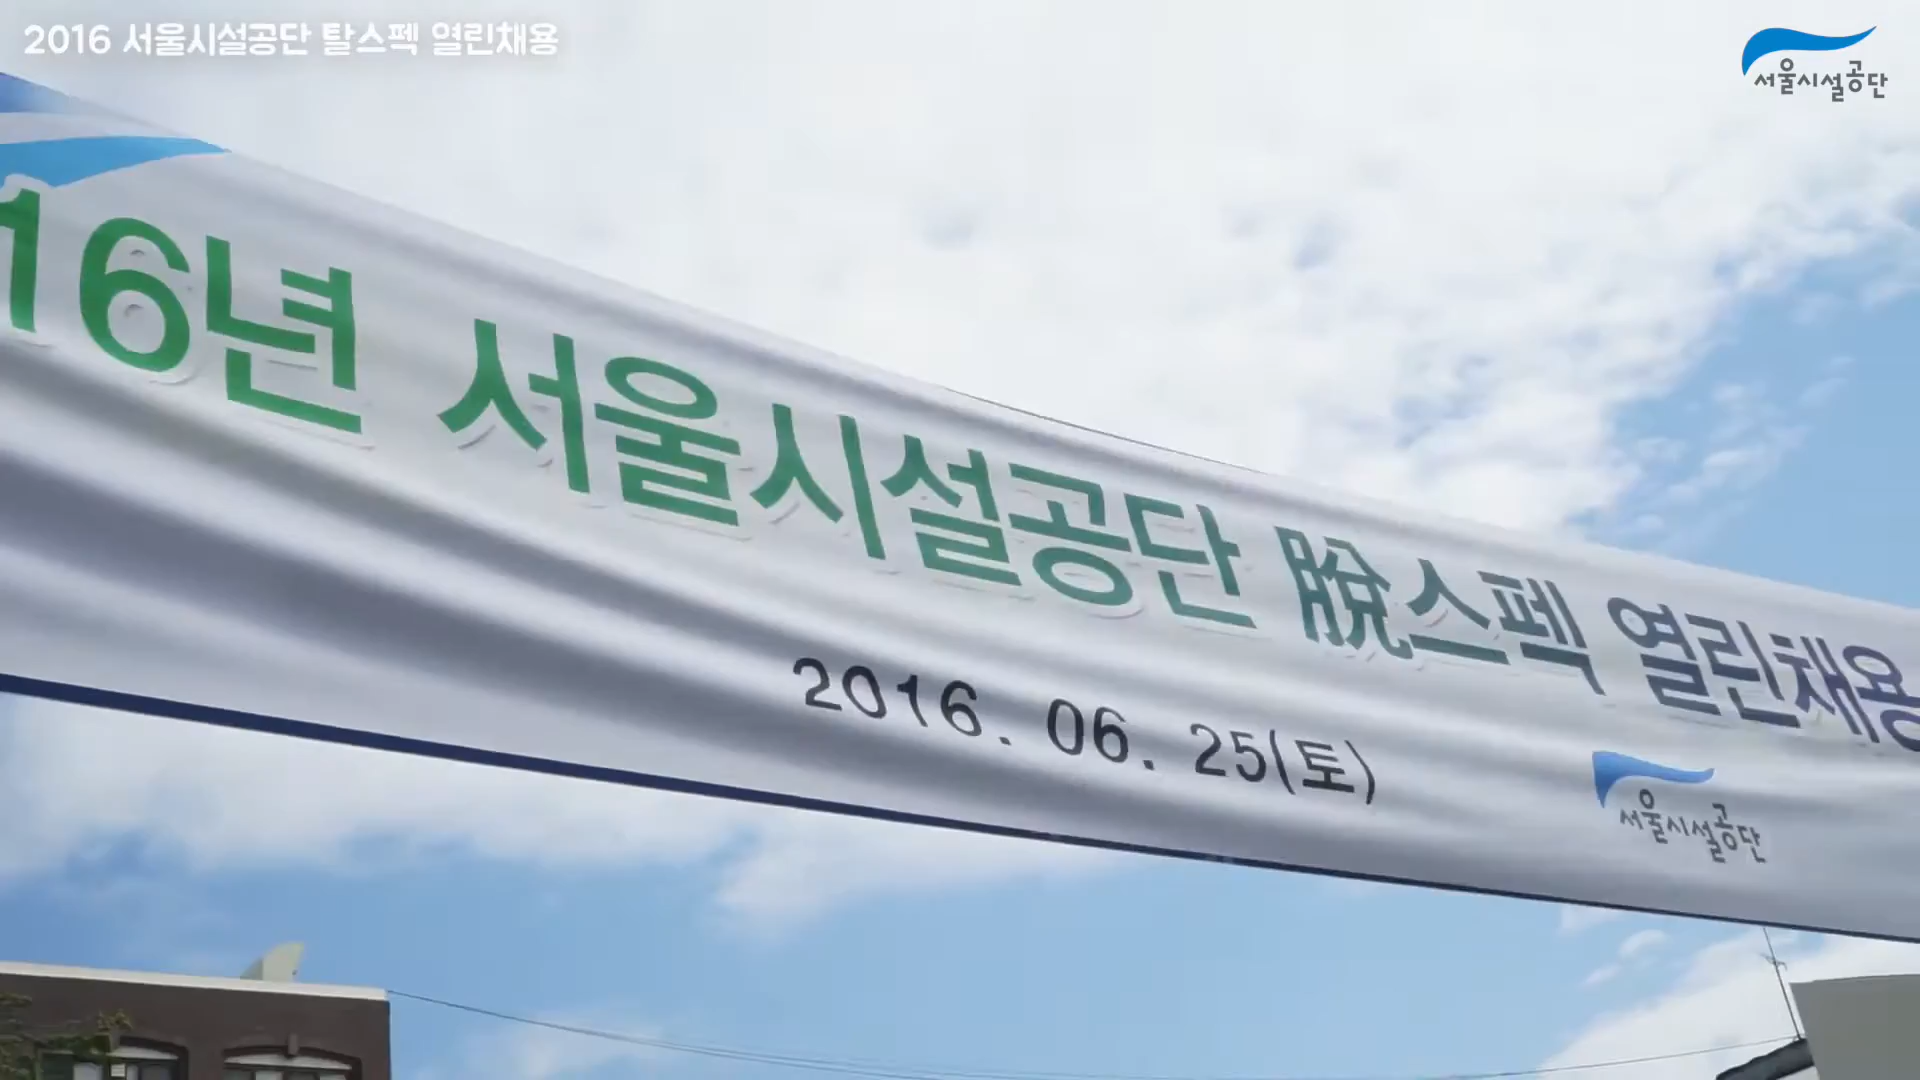 2016 서울시설공단 탈스펙 열린채용
서울시설공단
16년 서울시설공단 脫스펙 열린채용
2016. 06. 25(토)
서울시설공단